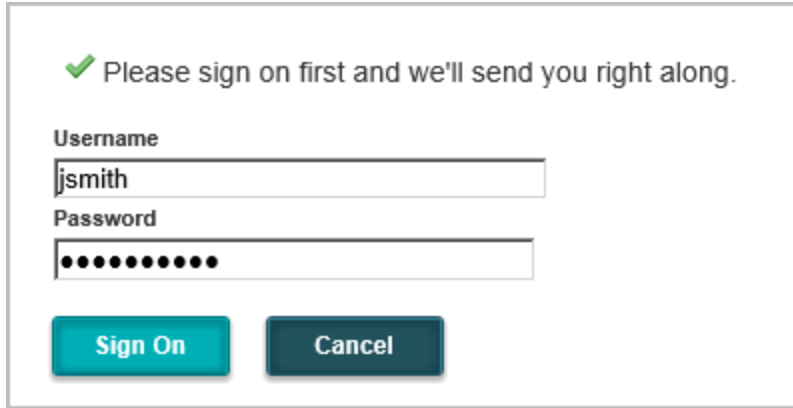 Please sign on first and we'll send you right along.
Username
jsmith
Password
●●●●●●●●●●
Sign On
Cancel